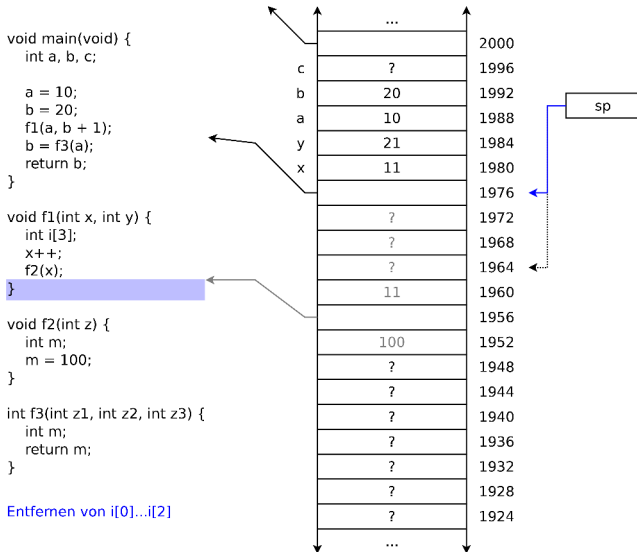 void main(void) {
int a, b, c;
a = 10;
b = 20;
f1(a, b + 1);
b = f3(a);
return b;
}
void f1(int x, int y) {
int i[3];
x++;
f2(x);
}
void f2(int z) {
int m;
m = 100;
}
int f3(int z1, int z2, int z3) {
int m;
return m;
}
Entfernen von i[0]...i[2]
...
2000
c ? 1996
b 20 1992
a 10 1988
y 21 1984
x 11 1980
1976
? 1972
? 1968
? 1964
11 1960
1956
100 1952
? 1948
? 1944
? 1940
? 1936
? 1932
? 1928
? 1924
...
sp